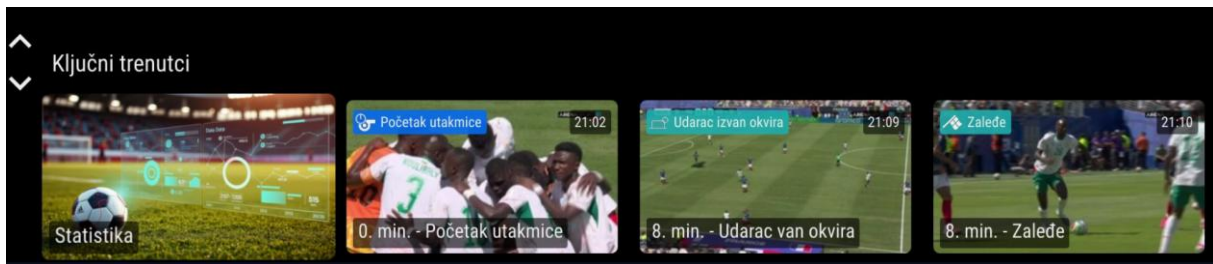 Ključni trenutci
Početak utakmice
21:02
Udarac izvan okvira
21:09
Zaleđe
21:10
Statistika
0. min. - Početak utakmice
8. min. - Udarac van okvira
8. min. - Zaleđe